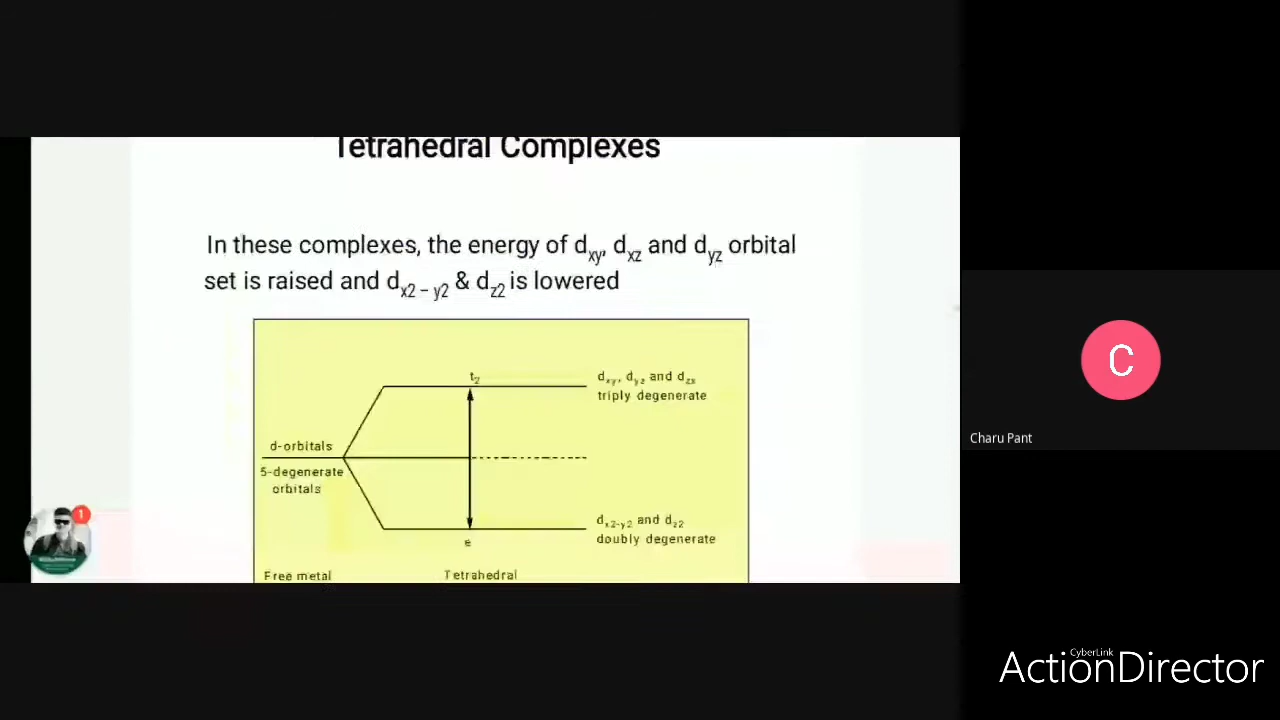 Tetrahedral Complexes
In these complexes, the energy of dxy, dxz and dyz orbital
set is raised and dx2 – y2 & dz2 is lowered
t2
dxy, dyz and dzx
triply degenerate
d-orbitals
5-degenerate
orbitals
dx2-y2 and dz2
doubly degenerate
e
Free metal
Tetrahedral
1
C
Charu Pant
CyberLink
ActionDirector